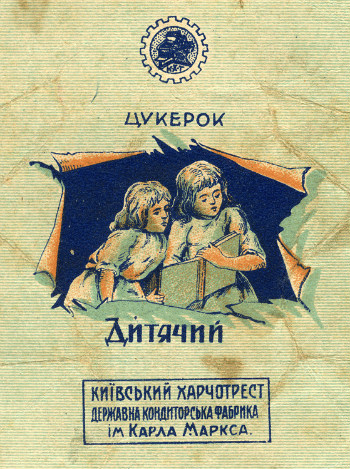 ЦУКЕРОК
Дитячий
КИЇВСЬКИЙ ХАРЧОТРЕСТ
ДЕРЖАВНА КОНДИТОРСЬКА ФАБРИКА
ІМ КАРЛА МАРКСА.